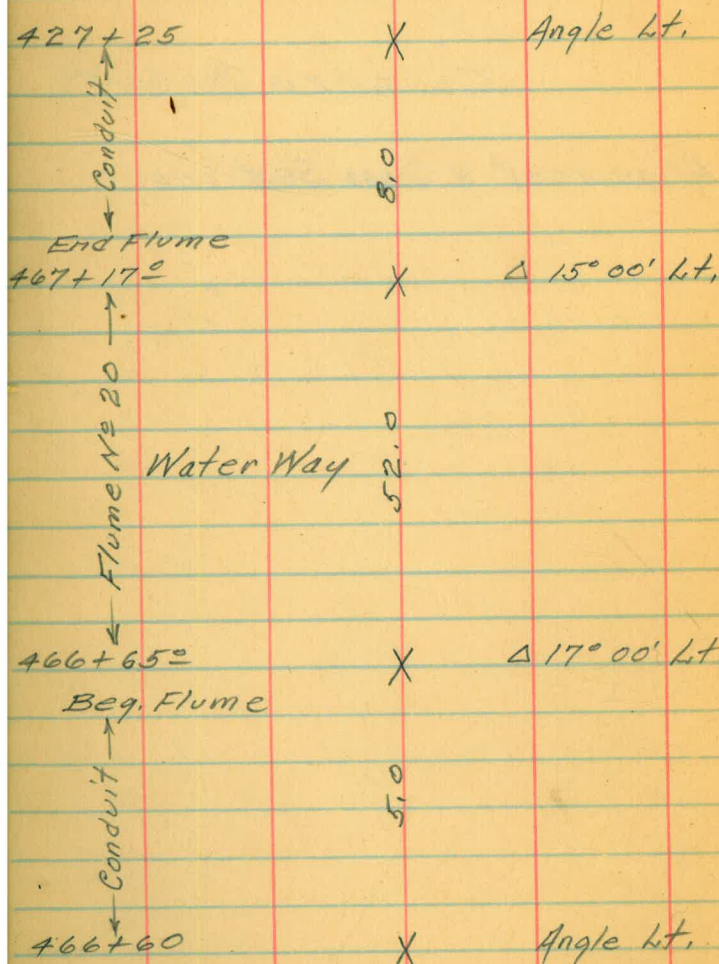 427+25 X Angle Lt.
← Conduit →
8.0
End Flume
467+17⁰ X Δ 15° 00' Lt.
← Flume Nº 20 →
Water Way
52.0
466+65⁰ X Δ 17° 00' Lt
Beg. Flume
← Conduit →
5.0
466+60 X Angle Lt.